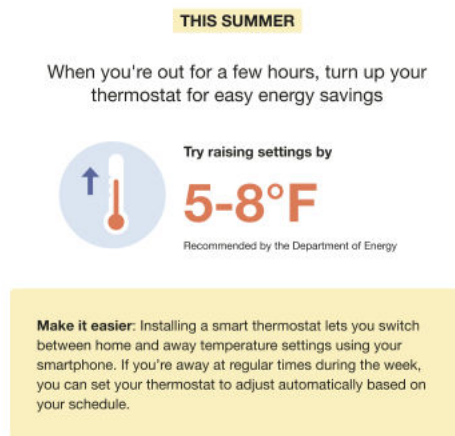 THIS SUMMER
When you're out for a few hours, turn up your
thermostat for easy energy savings
Try raising settings by
5-8°F
Recommended by the Department of Energy
Make it easier: Installing a smart thermostat lets you switch
between home and away temperature settings using your
smartphone. If you're away at regular times during the week,
you can set your thermostat to adjust automatically based on
your schedule.